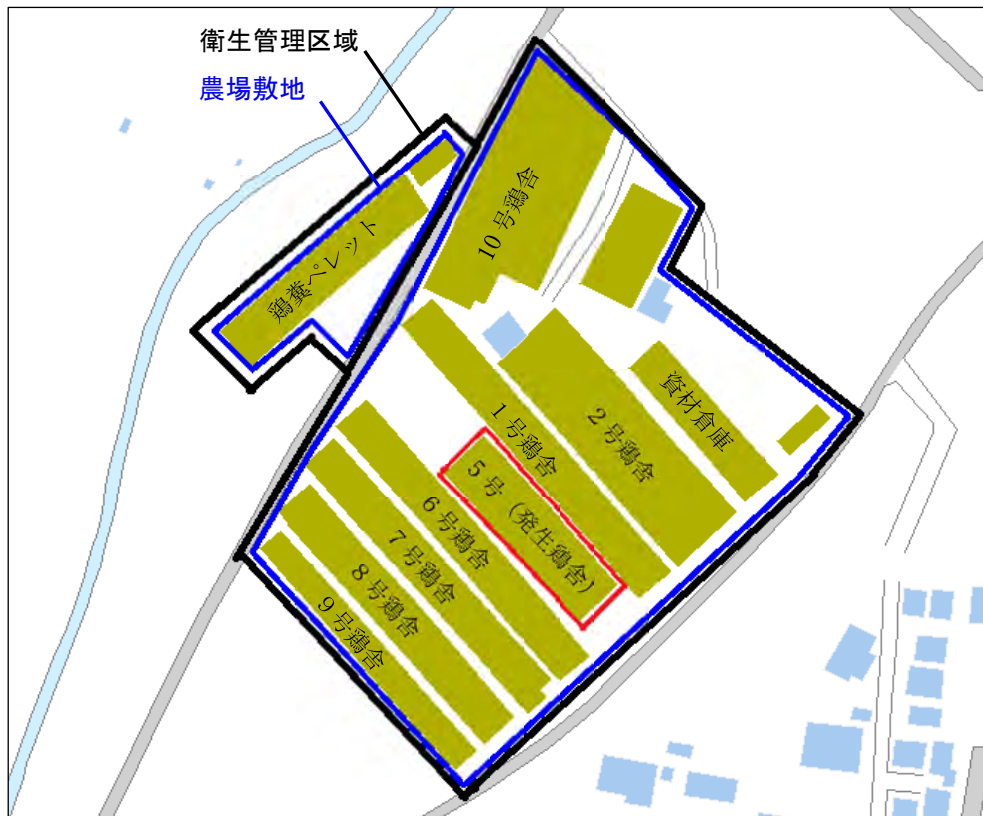 衛生管理区域
農場敷地
鶏糞ペレット
10号鶏舎
1号鶏舎
2号鶏舎
資材倉庫
5号（発生鶏舎）
6号鶏舎
7号鶏舎
8号鶏舎
9号鶏舎